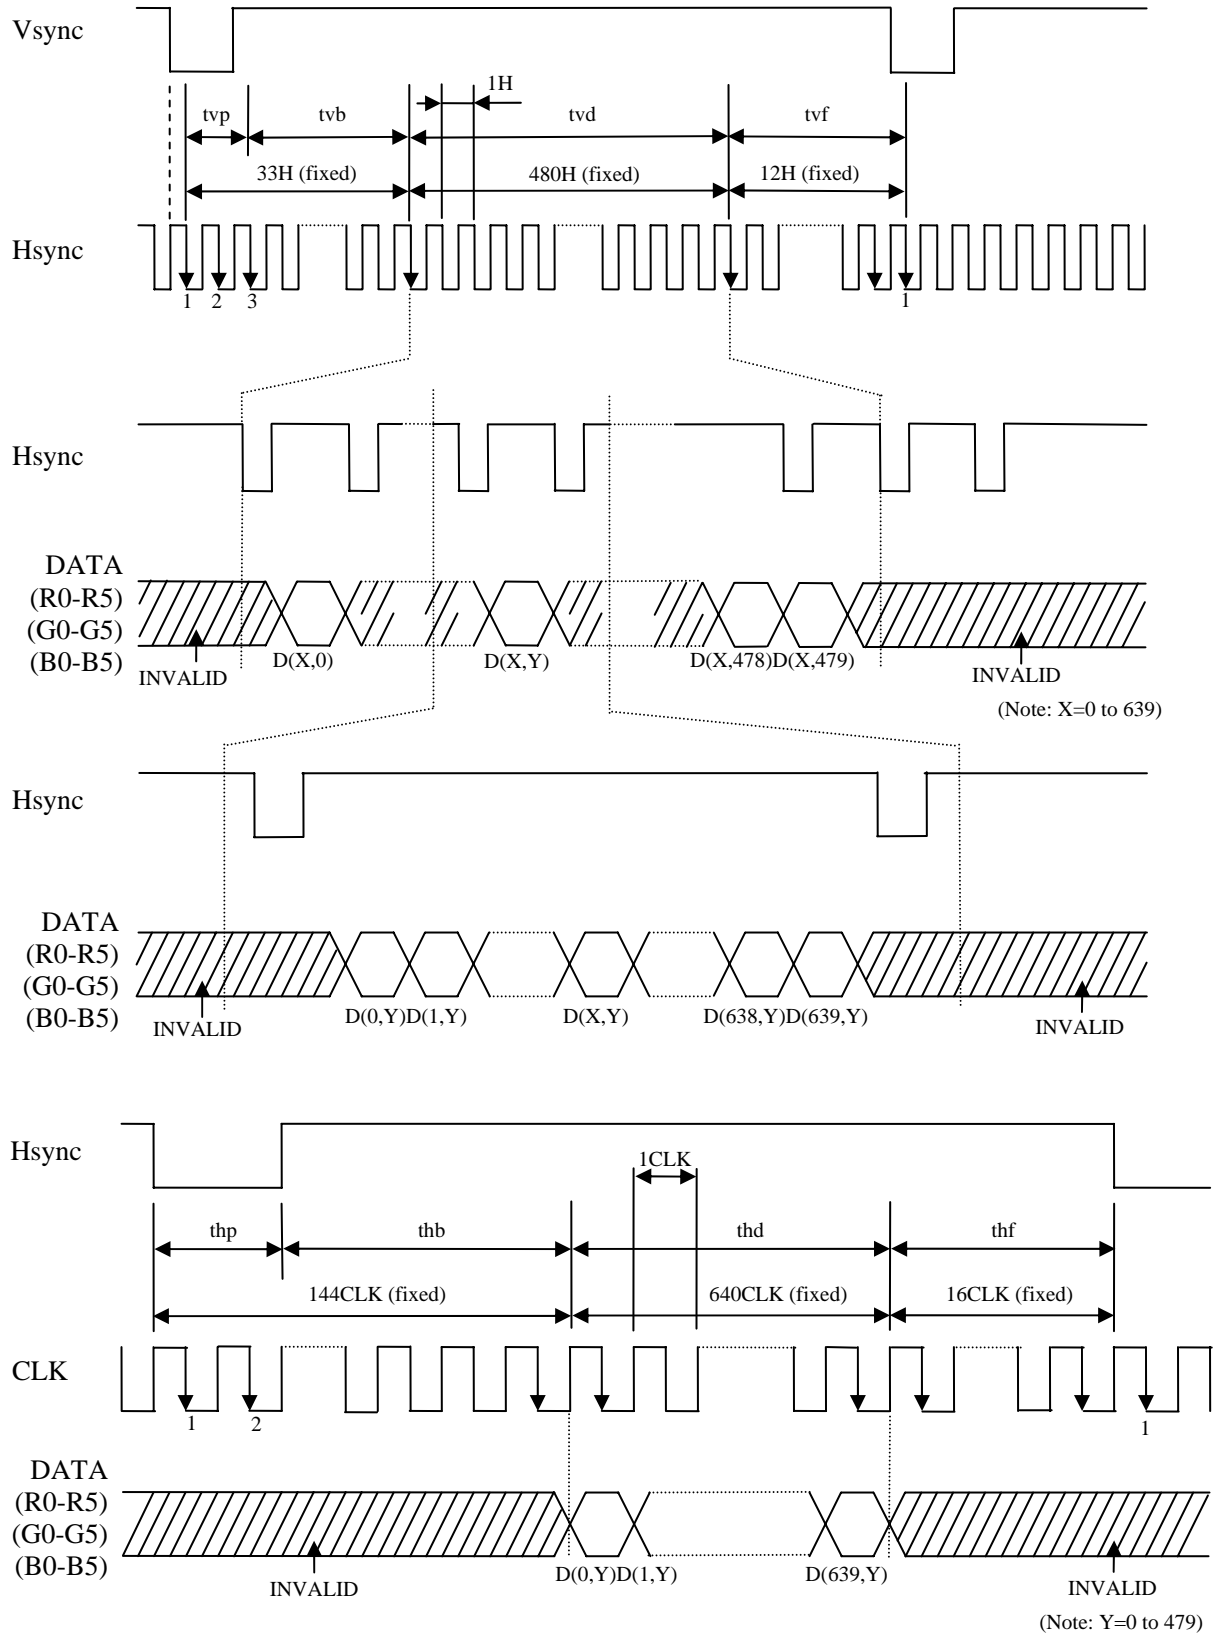 Vsync
1H
tvp tvb tvd tvf
33H (fixed) 480H (fixed) 12H (fixed)
Hsync
1 2 3 1
Hsync
DATA
(R0-R5)
(G0-G5)
(B0-B5)
D(X,0) D(X,Y) D(X,478)D(X,479)
INVALID INVALID
(Note: X=0 to 639)
Hsync
DATA
(R0-R5)
(G0-G5)
(B0-B5)
D(0,Y)D(1,Y) D(X,Y) D(638,Y)D(639,Y)
INVALID INVALID
Hsync
1CLK
thp thb thd thf
144CLK (fixed) 640CLK (fixed) 16CLK (fixed)
CLK
1 2 1
DATA
(R0-R5)
(G0-G5)
(B0-B5)
D(0,Y)D(1,Y) D(639,Y)
INVALID INVALID
(Note: Y=0 to 479)